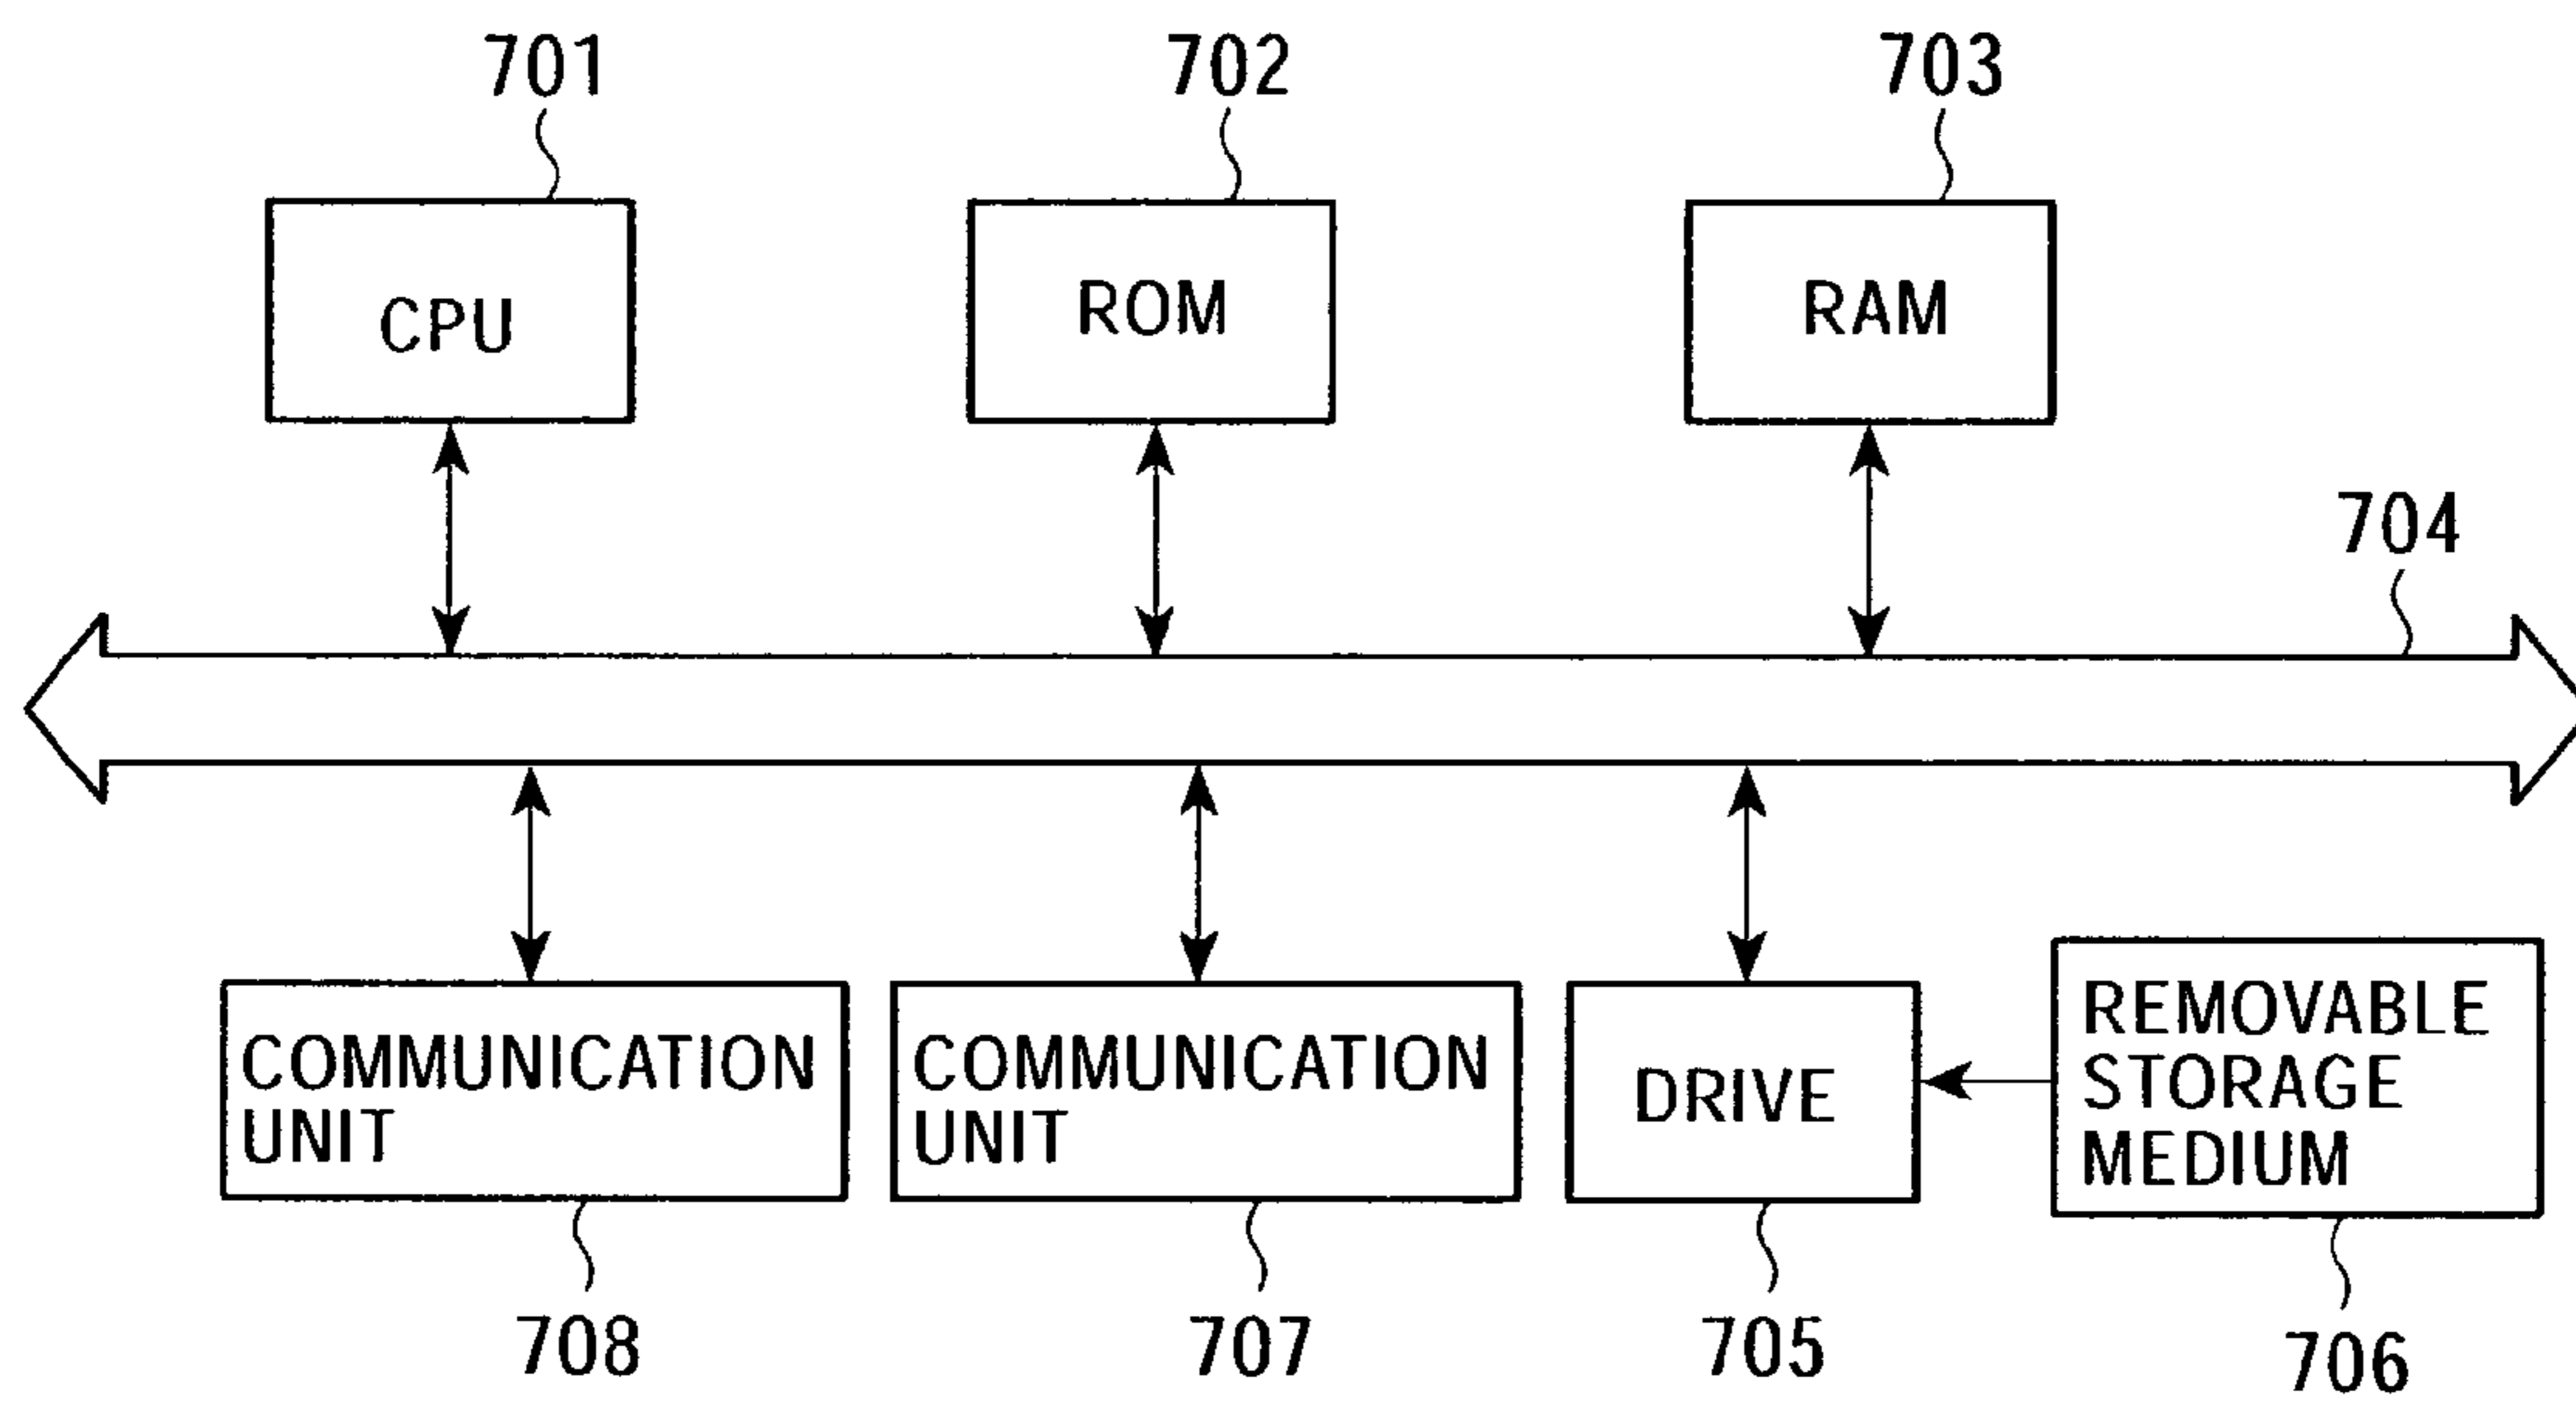 701
702
703
CPU
ROM
RAM
704
COMMUNICATION
UNIT
COMMUNICATION
UNIT
DRIVE
REMOVABLE
STORAGE
MEDIUM
708
707
705
706